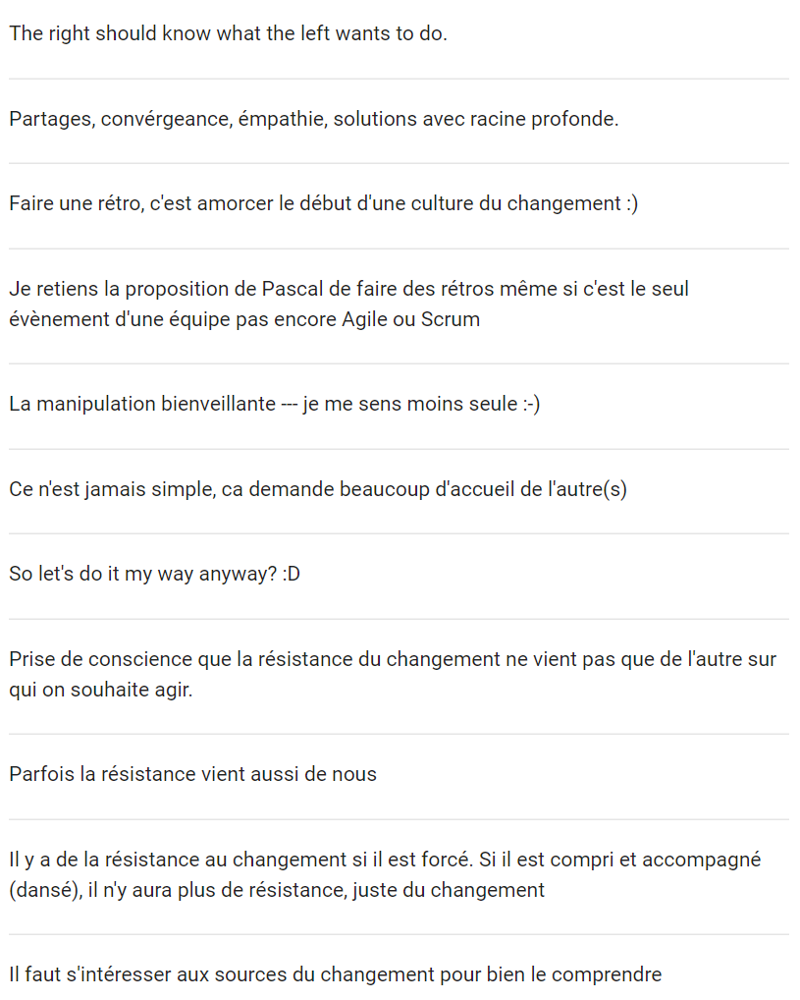 The right should know what the left wants to do.
Partages, convérgeance, émpathie, solutions avec racine profonde.
Faire une rétro, c'est amorcer le début d'une culture du changement :)
Je retiens la proposition de Pascal de faire des rétros même si c'est le seul
évènement d'une équipe pas encore Agile ou Scrum
La manipulation bienveillante --- je me sens moins seule :-)
Ce n'est jamais simple, ca demande beaucoup d'accueil de l'autre(s)
So let's do it my way anyway? :D
Prise de conscience que la résistance du changement ne vient pas que de l'autre sur
qui on souhaite agir.
Parfois la résistance vient aussi de nous
Il y a de la résistance au changement si il est forcé. Si il est compri et accompagné
(dansé), il n'y aura plus de résistance, juste du changement
Il faut s'intéresser aux sources du changement pour bien le comprendre